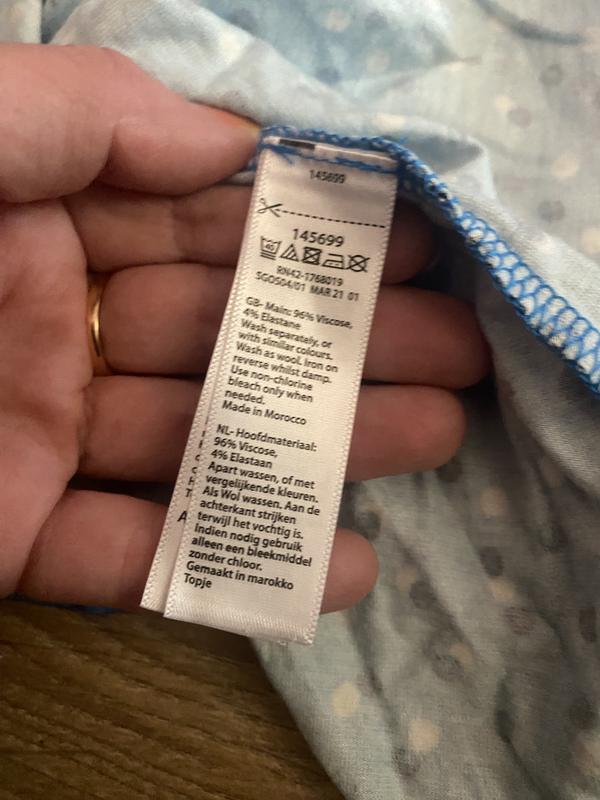 145699
145699
40
RN42-1768019
SGO504/01 MAR 21 01
GB- Main: 96% Viscose,
4% Elastane
Wash separately, or
with similar colours.
Wash as wool. Iron on
reverse whilst damp.
Use non-chlorine
bleach only when
needed.
Made in Morocco
NL- Hoofdmateriaal:
96% Viscose,
4% Elastaan
Apart wassen, of met
vergelijkende kleuren.
Als Wol wassen. Aan de
achterkant strijken
terwijl het vochtig is.
Indien nodig gebruik
alleen een bleekmiddel
zonder chloor.
Gemaakt in marokko
Topje